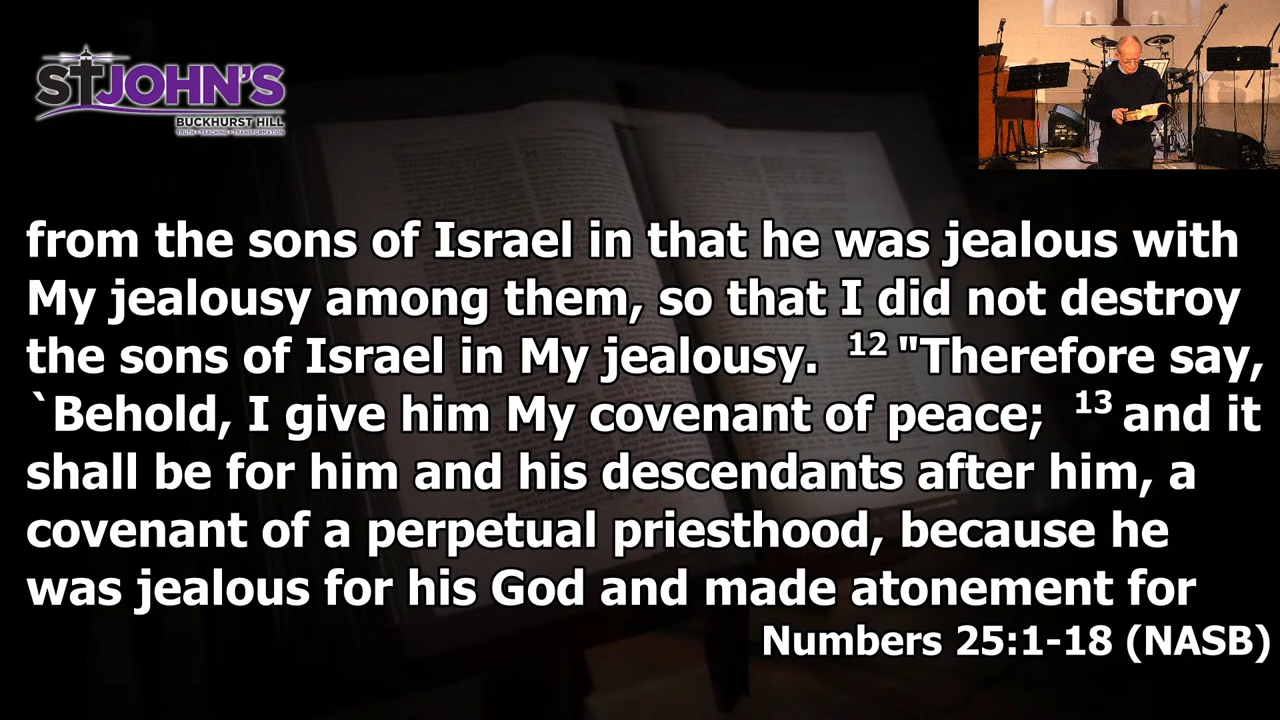 ST JOHN'S
BUCKHURST HILL
TRUTH • TEACHING • TRANSFORMATION
from the sons of Israel in that he was jealous with
My jealousy among them, so that I did not destroy
the sons of Israel in My jealousy. 12 "Therefore say,
`Behold, I give him My covenant of peace; 13 and it
shall be for him and his descendants after him, a
covenant of a perpetual priesthood, because he
was jealous for his God and made atonement for
Numbers 25:1-18 (NASB)